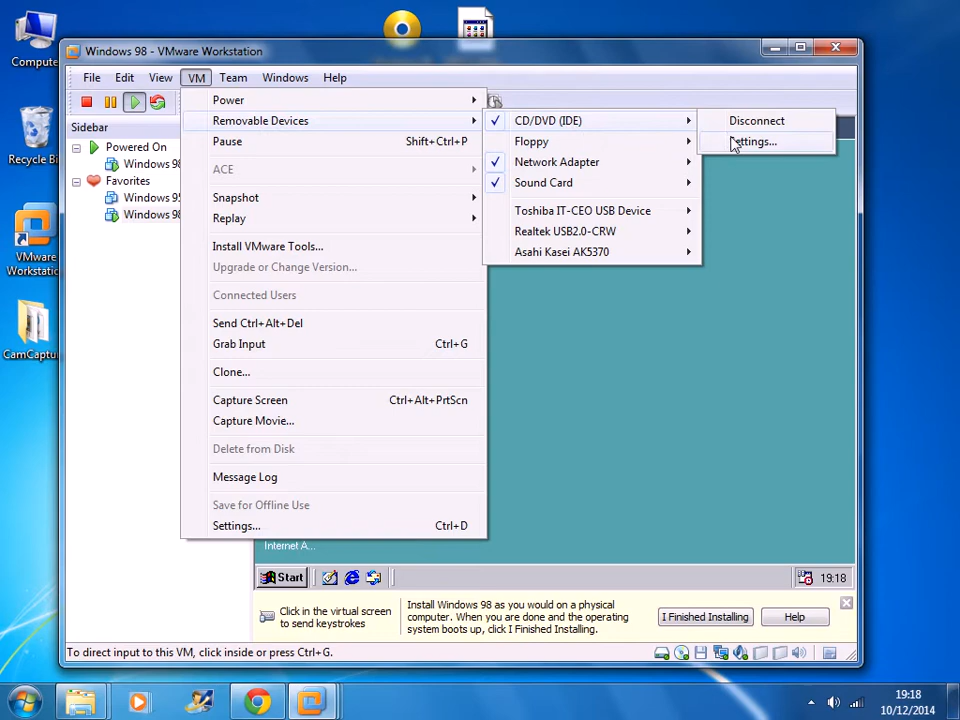 Compute
Recycle Bi
VMware
Workstatio
CamCaptu
Windows 98 - VMware Workstation
File Edit View VM Team Windows Help
Sidebar
Powered On
Windows 98
Favorites
Windows 95
Windows 98
Power
Removable Devices
Pause Shift+Ctrl+P
ACE
Snapshot
Replay
Install VMware Tools...
Upgrade or Change Version...
Connected Users
Send Ctrl+Alt+Del
Grab Input Ctrl+G
Clone...
Capture Screen Ctrl+Alt+PrtScn
Capture Movie...
Delete from Disk
Message Log
Save for Offline Use
Settings... Ctrl+D
CD/DVD (IDE)
Floppy
Network Adapter
Sound Card
Toshiba IT-CEO USB Device
Realtek USB2.0-CRW
Asahi Kasei AK5370
Disconnect
ettings...
Internet A...
Start
19:18
Click in the virtual screen
to send keystrokes
Install Windows 98 as you would on a physical
computer. When you are done and the operating
system boots up, click I Finished Installing.
I Finished Installing
Help
To direct input to this VM, click inside or press Ctrl+G.
19:18
10/12/2014